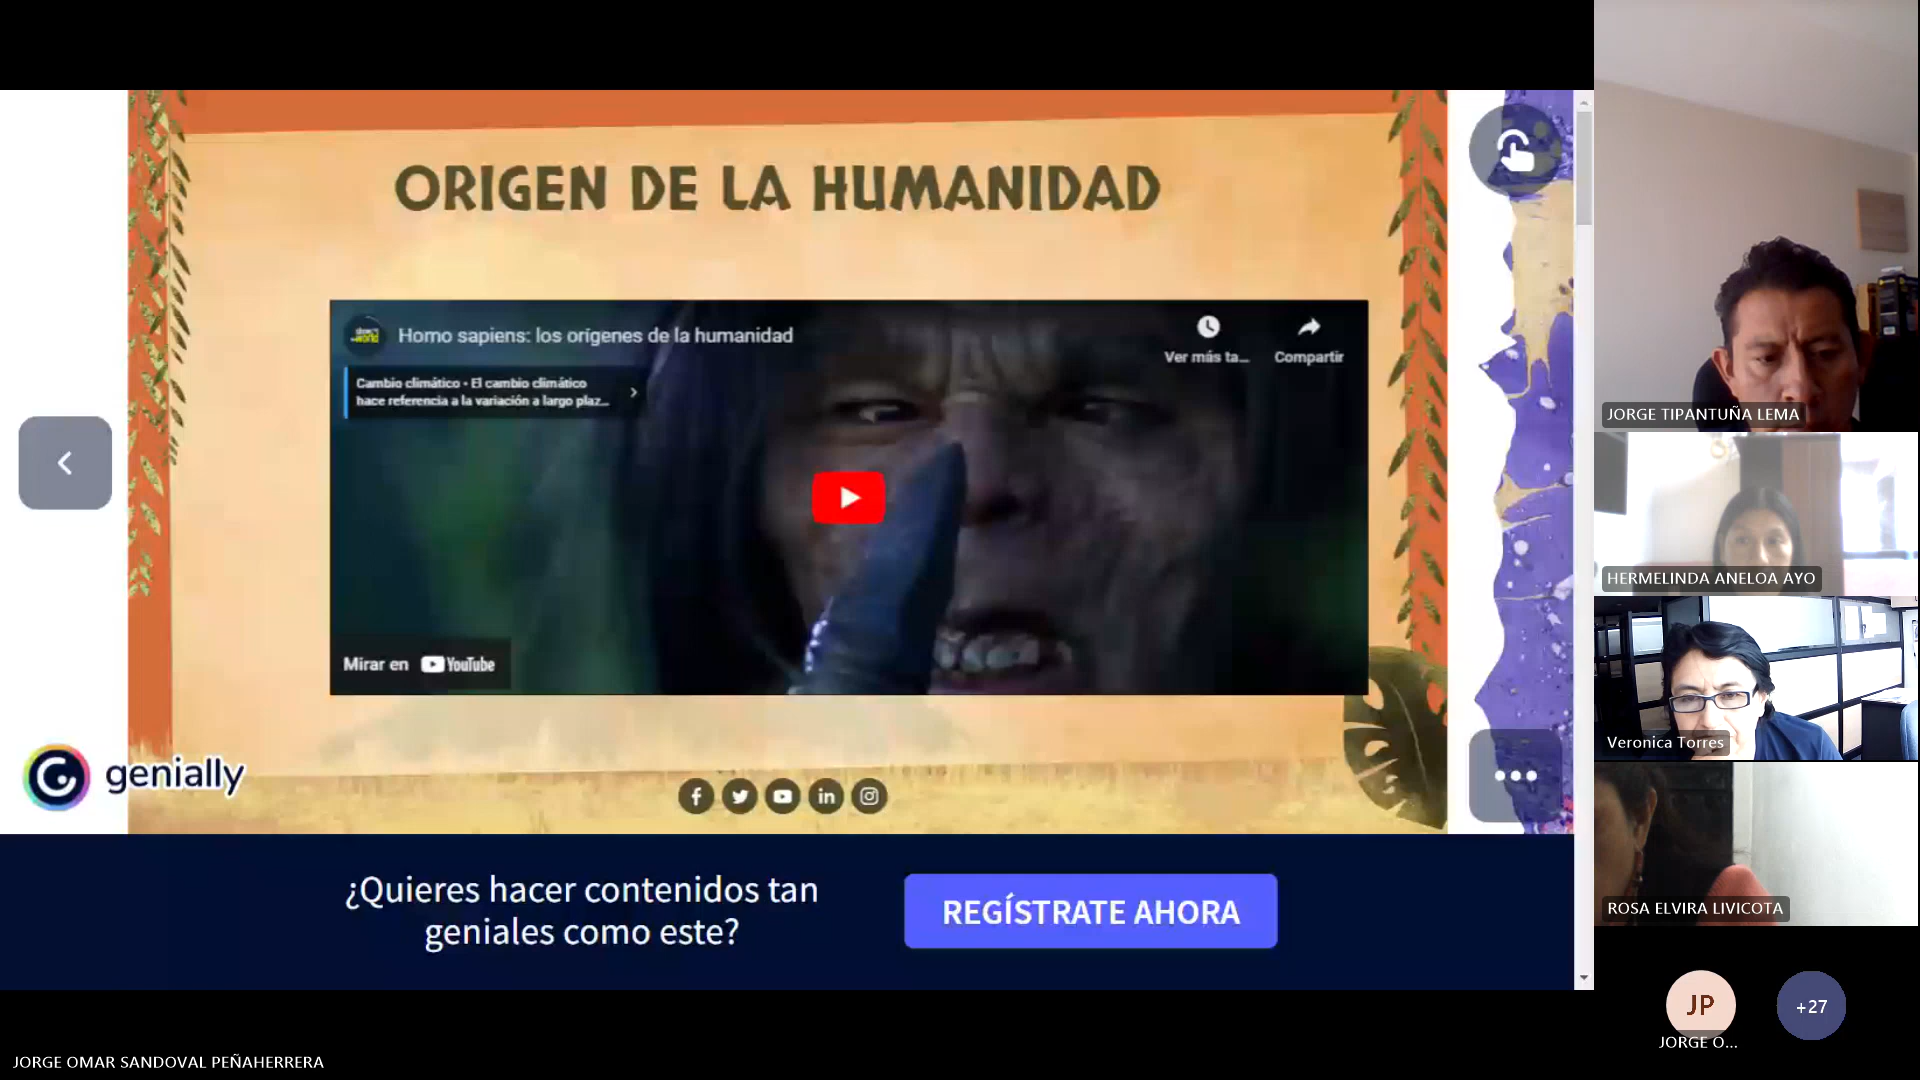 ORIGEN DE LA HUMANIDAD
Homo sapiens: los orígenes de la humanidad
Ver más ta...
Compartir
Cambio climático • El cambio climático
hace referencia a la variación a largo plaz...
Mirar en YouTube
genially
¿Quieres hacer contenidos tan
geniales como este?
REGÍSTRATE AHORA
JORGE OMAR SANDOVAL PEÑAHERRERA
JORGE TIPANTUÑA LEMA
HERMELINDA ANELOA AYO
Veronica Torres
ROSA ELVIRA LIVICOTA
JP
JORGE O...
+27